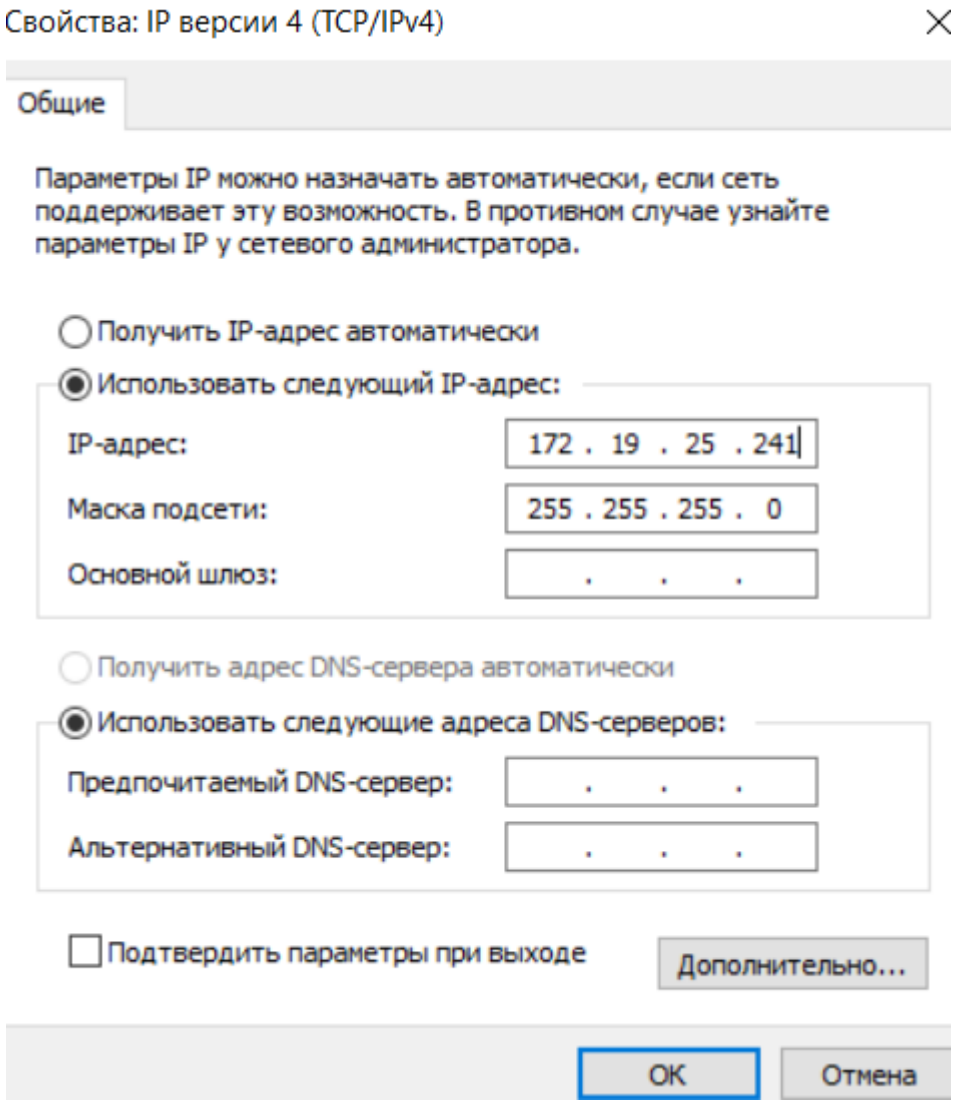 Свойства: IP версии 4 (TCP/IPv4)
Общие
Параметры IP можно назначать автоматически, если сеть
поддерживает эту возможность. В противном случае узнайте
параметры IP у сетевого администратора.
Получить IP-адрес автоматически
Использовать следующий IP-адрес:
IP-адрес: 172 . 19 . 25 . 241
Маска подсети: 255 . 255 . 255 . 0
Основной шлюз: . . .
Получить адрес DNS-сервера автоматически
Использовать следующие адреса DNS-серверов:
Предпочитаемый DNS-сервер: . . .
Альтернативный DNS-сервер: . . .
Подтвердить параметры при выходе
Дополнительно...
ОК Отмена